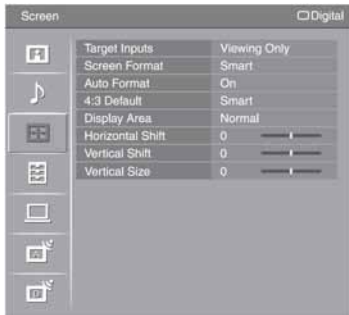 Screen Digital
Target Inputs Viewing Only
Screen Format Smart
Auto Format On
4:3 Default Smart
Display Area Normal
Horizontal Shift 0
Vertical Shift 0
Vertical Size 0